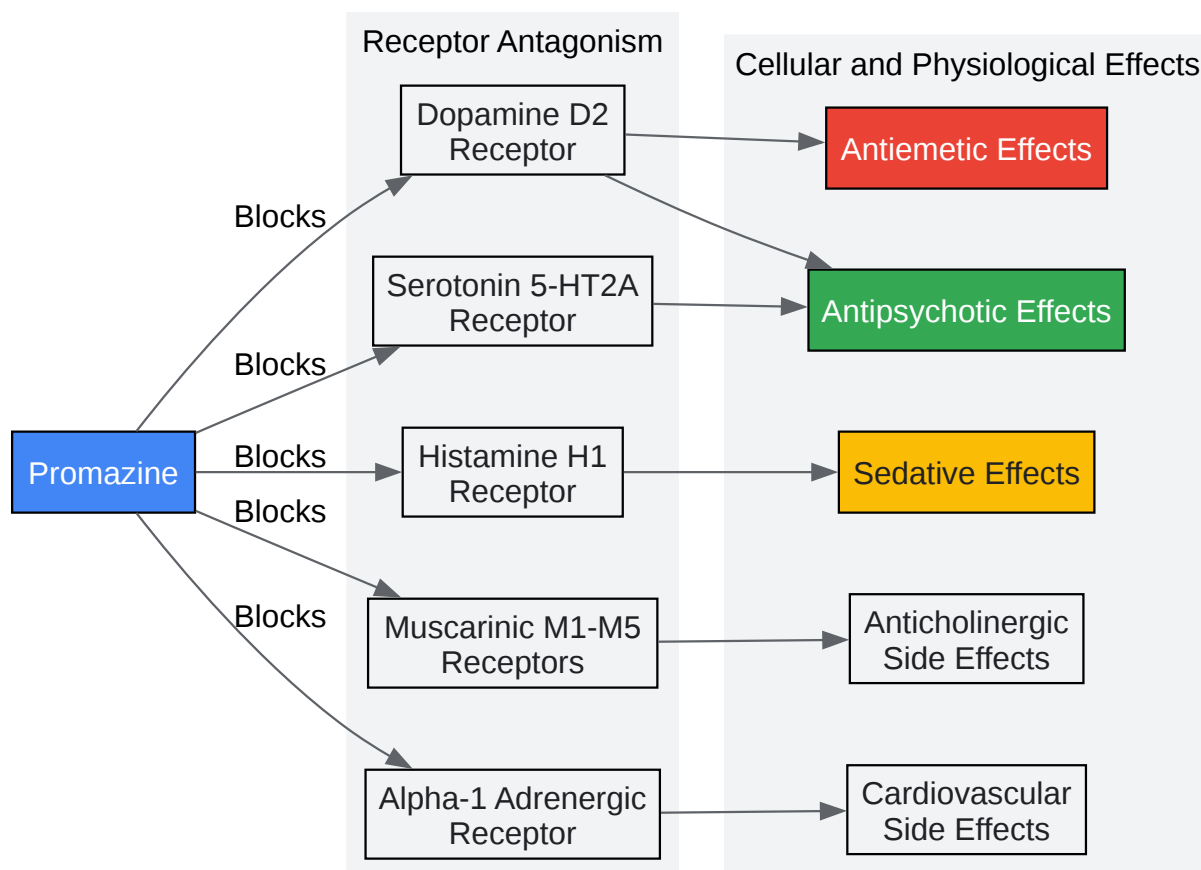 Receptor Antagonism
Cellular and Physiological Effects
Dopamine D2
Receptor
Antiemetic Effects
Blocks
Serotonin 5-HT2A
Receptor
Antipsychotic Effects
Blocks
Promazine
Blocks
Histamine H1
Receptor
Sedative Effects
Blocks
Muscarinic M1-M5
Receptors
Anticholinergic
Side Effects
Blocks
Alpha-1 Adrenergic
Receptor
Cardiovascular
Side Effects